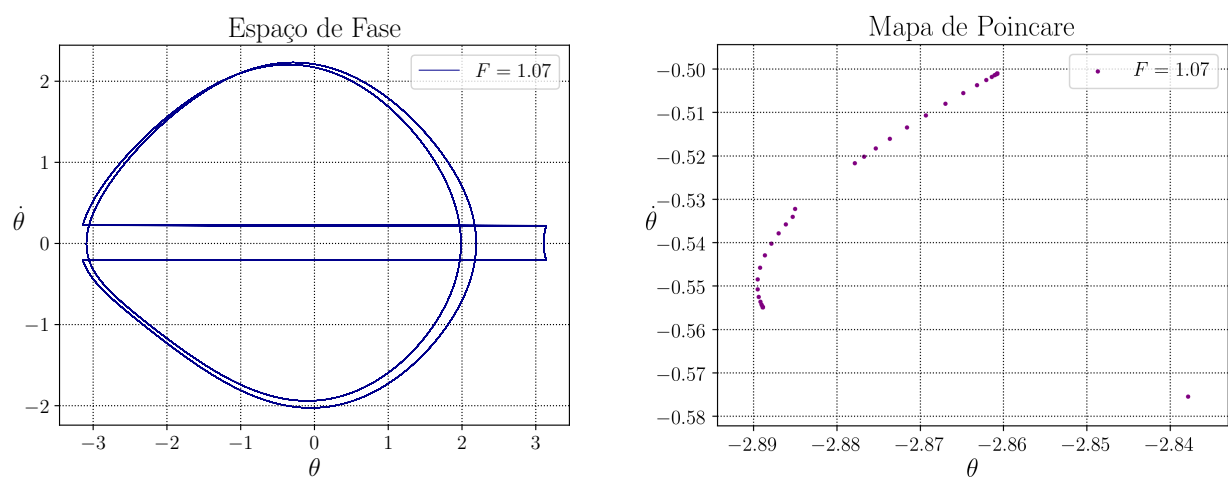 Espaço de Fase
F = 1.07
2
1
0
−1
−2
θ̇
−3 −2 −1 0 1 2 3
θ
Mapa de Poincare
F = 1.07
−0.50
−0.51
−0.52
−0.53
−0.54
−0.55
−0.56
−0.57
−0.58
θ̇
−2.89 −2.88 −2.87 −2.86 −2.85 −2.84
θ